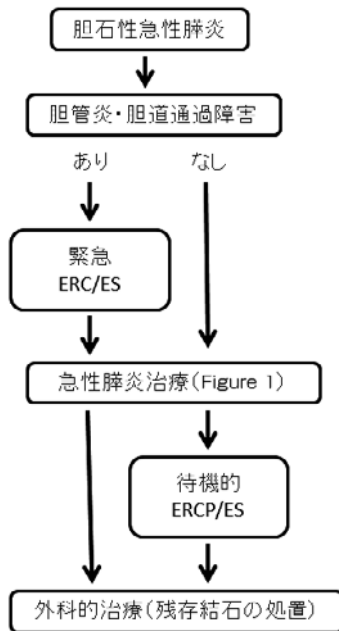 胆石性急性膵炎
胆管炎・胆道通過障害
あり なし
緊急
ERC/ES
急性膵炎治療(Figure 1)
待機的
ERCP/ES
外科的治療(残存結石の処置)